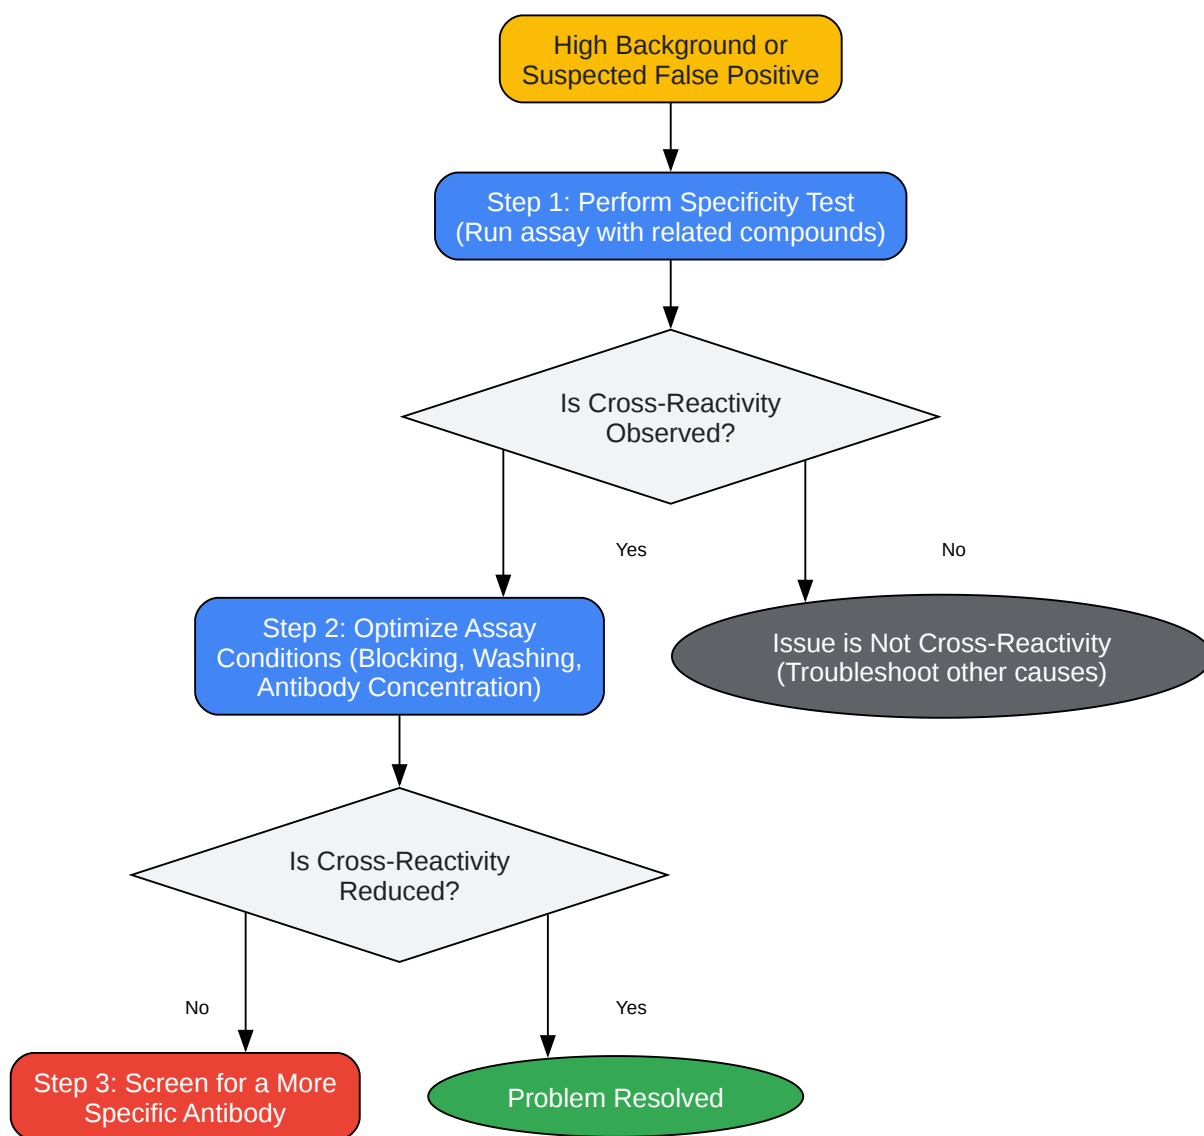 High Background or
Suspected False Positive
Step 1: Perform Specificity Test
(Run assay with related compounds)
Is Cross-Reactivity
Observed?
Yes
No
Step 2: Optimize Assay
Conditions (Blocking, Washing,
Antibody Concentration)
Issue is Not Cross-Reactivity
(Troubleshoot other causes)
Is Cross-Reactivity
Reduced?
No
Yes
Step 3: Screen for a More
Specific Antibody
Problem Resolved